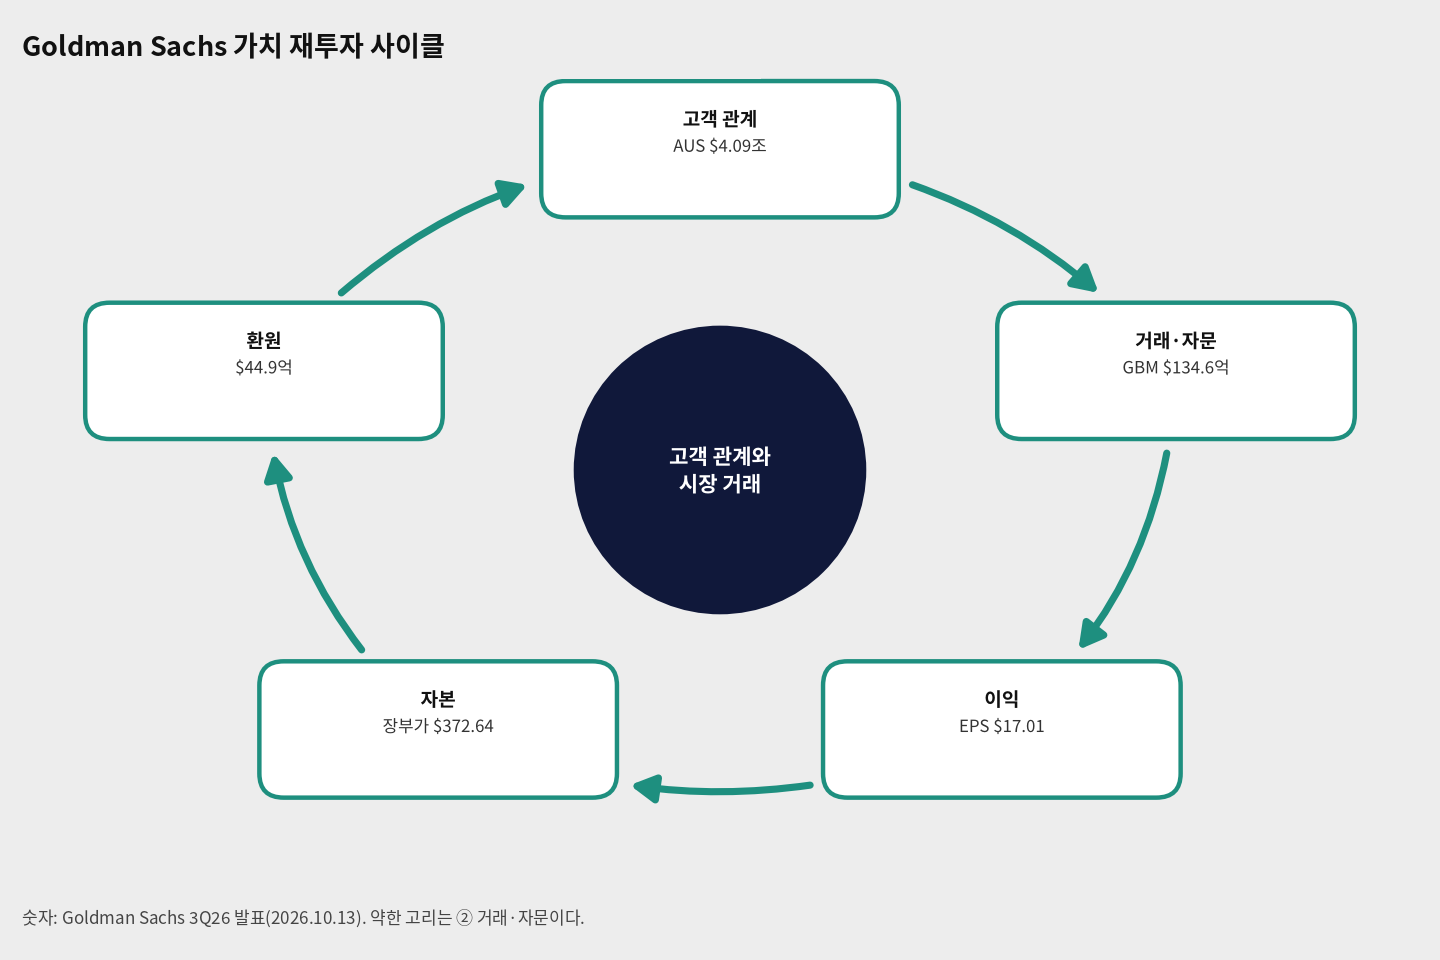 Goldman Sachs 가치 재투자 사이클
고객 관계
AUS $4.09조
거래·자문
GBM $134.6억
이익
EPS $17.01
자본
장부가 $372.64
환원
$44.9억
고객 관계와
시장 거래
숫자: Goldman Sachs 3Q26 발표(2026.10.13). 약한 고리는 ② 거래·자문이다.